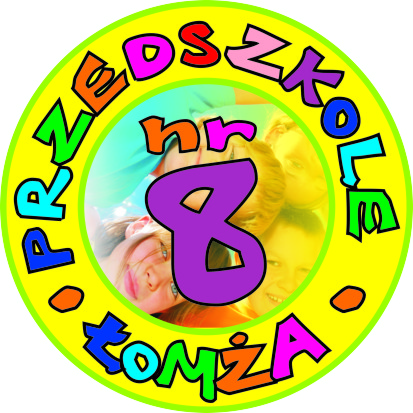 PRZEDSZKOLE
nr
8
ŁOMŻA